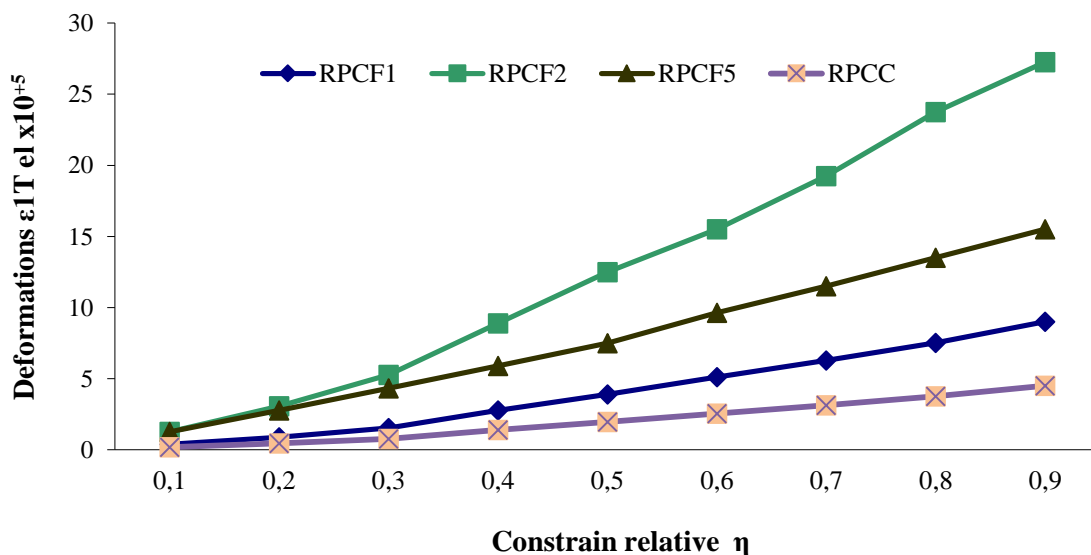 30
25
20
15
10
5
0
Deformations ε1T el x10⁺⁵
RPCF1 RPCF2 RPCF5 RPCC
0,1 0,2 0,3 0,4 0,5 0,6 0,7 0,8 0,9
Constrain relative η